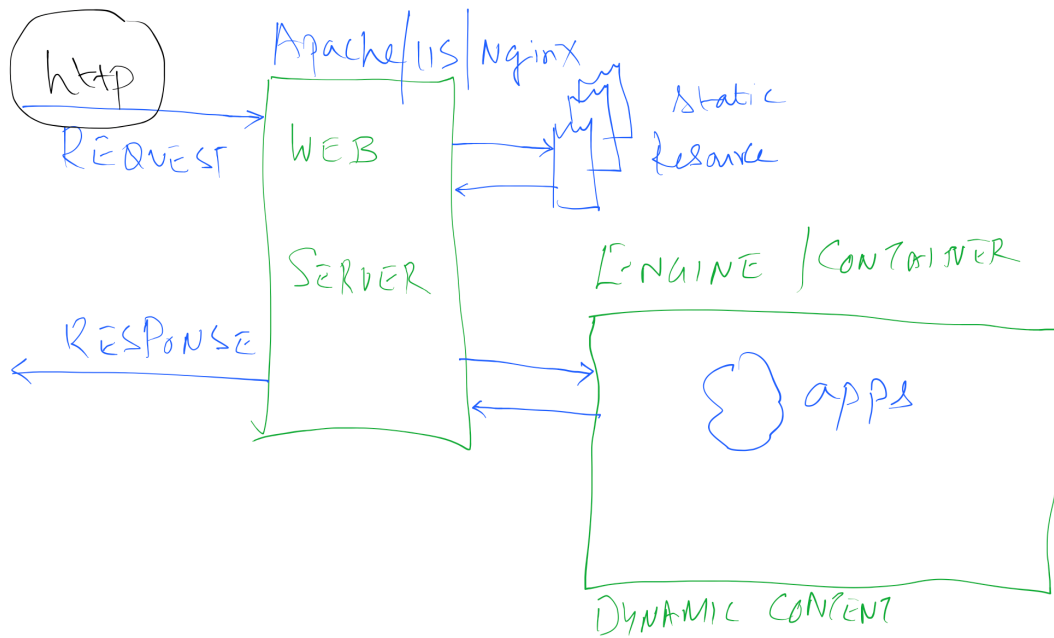 Apache/IIS/Nginx
http
REQUEST
WEB
SERVER
Static
Resource
ENGINE/CONTAINER
RESPONSE
apps
DYNAMIC CONTENT